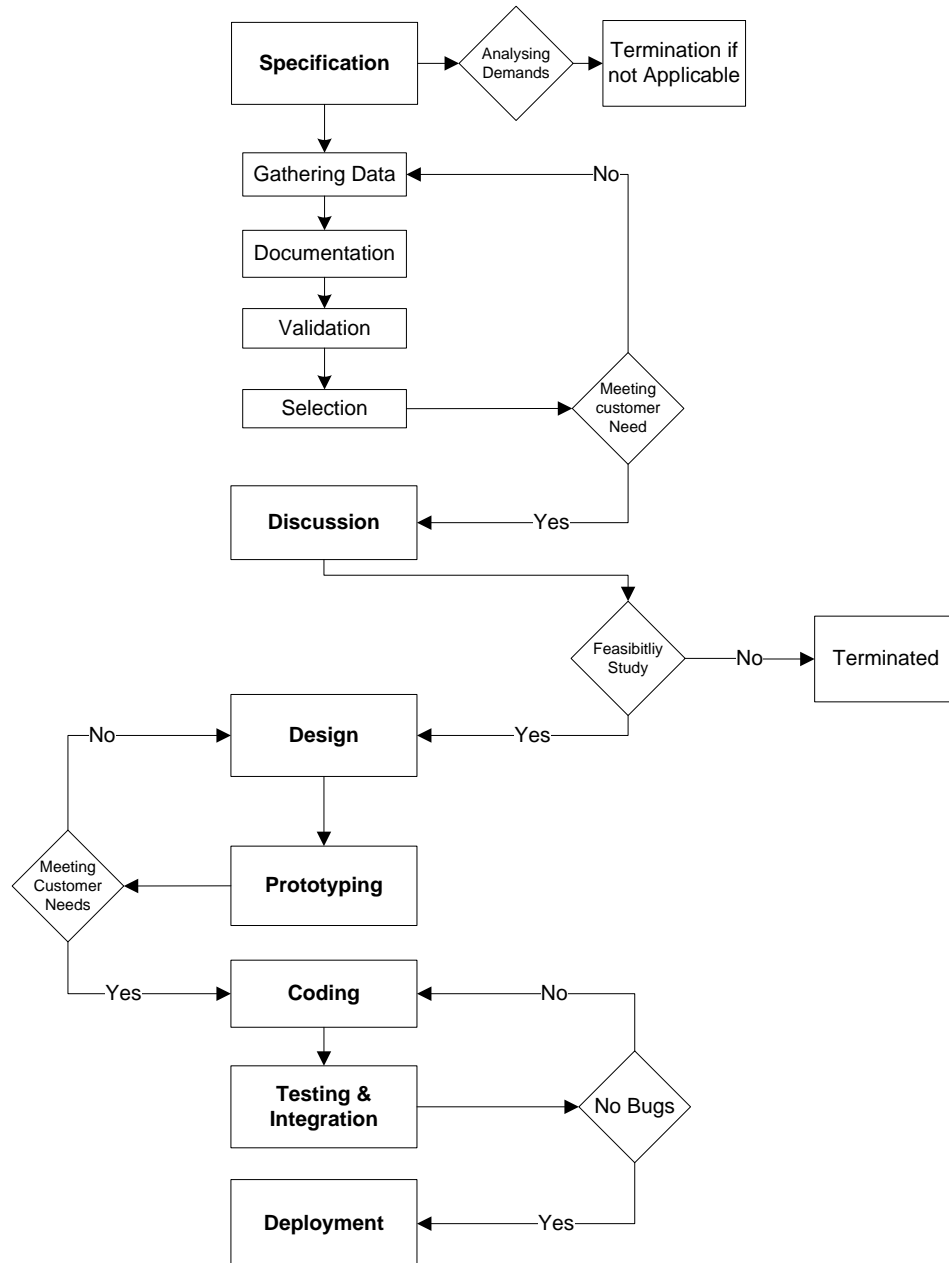 Specification
Analysing
Demands
Termination if
not Applicable
Gathering Data
No
Documentation
Validation
Selection
Meeting
customer
Need
Discussion
Yes
Feasibitliy
Study
No
Terminated
No
Design
Yes
Meeting
Customer
Needs
Prototyping
Yes
Coding
No
Testing &
Integration
No Bugs
Deployment
Yes